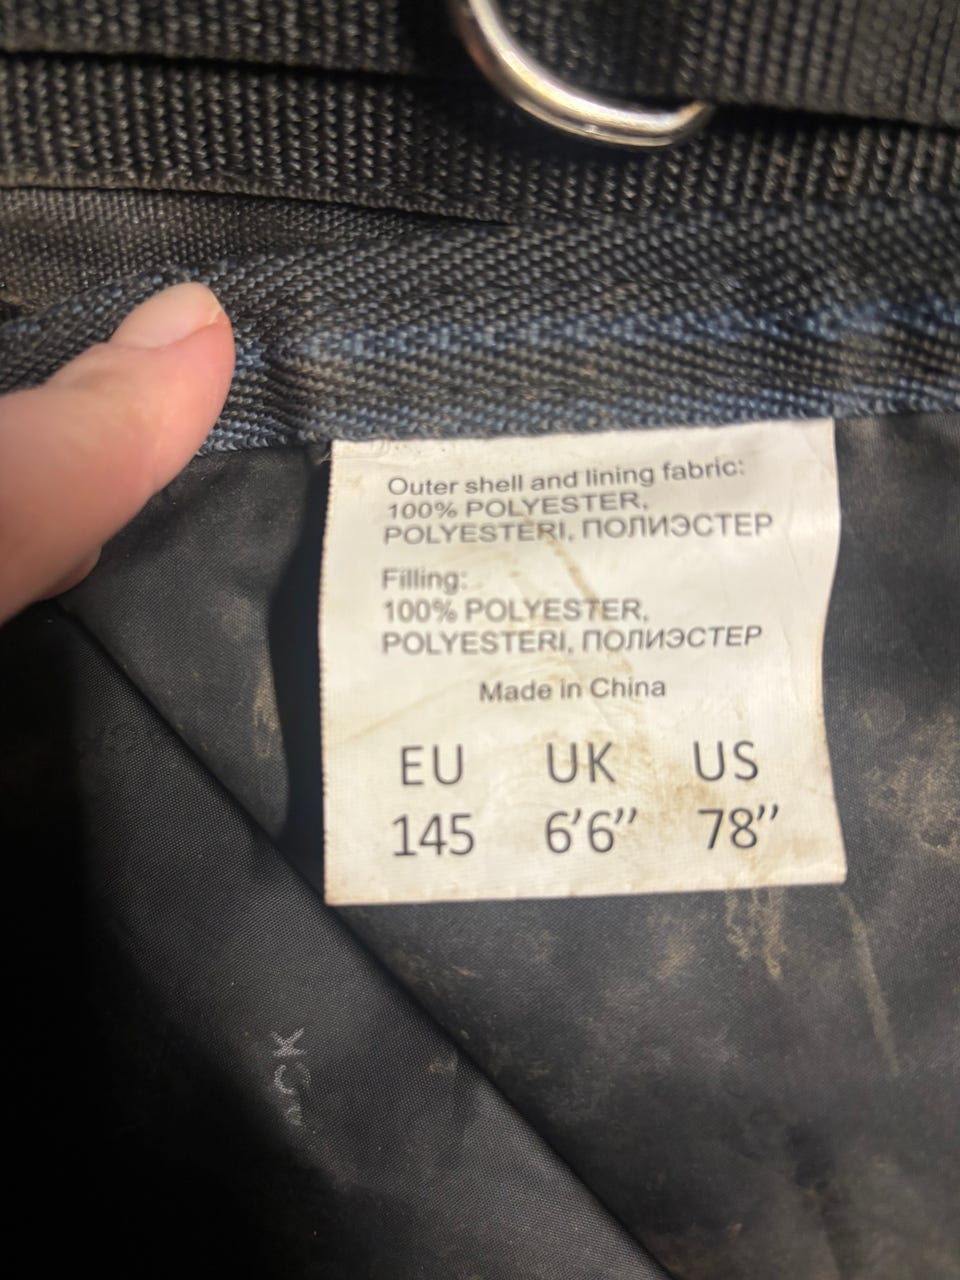 Outer shell and lining fabric:
100% POLYESTER,
POLYESTERI, ПОЛИЭСТЕР
Filling:
100% POLYESTER,
POLYESTERI, ПОЛИЭСТЕР
Made in China
EU UK US
145 6’6’’ 78’’